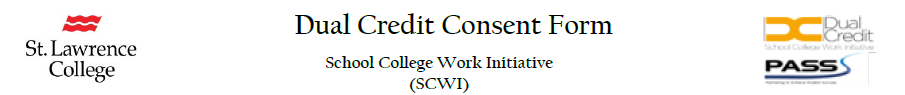 St. Lawrence
College
Dual Credit Consent Form
School College Work Initiative
(SCWI)
Dual
Credit
School College Work Initiative
PASS